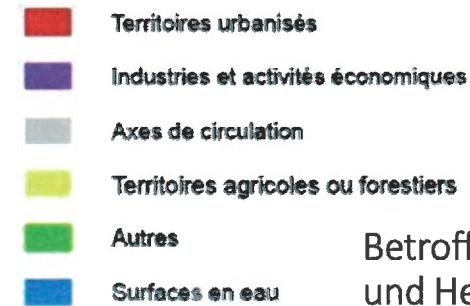 Territoires urbanisés
Industries et activités économiques
Axes de circulation
Territoires agricoles ou forestiers
Autres
Surfaces en eau
Betroff
und He